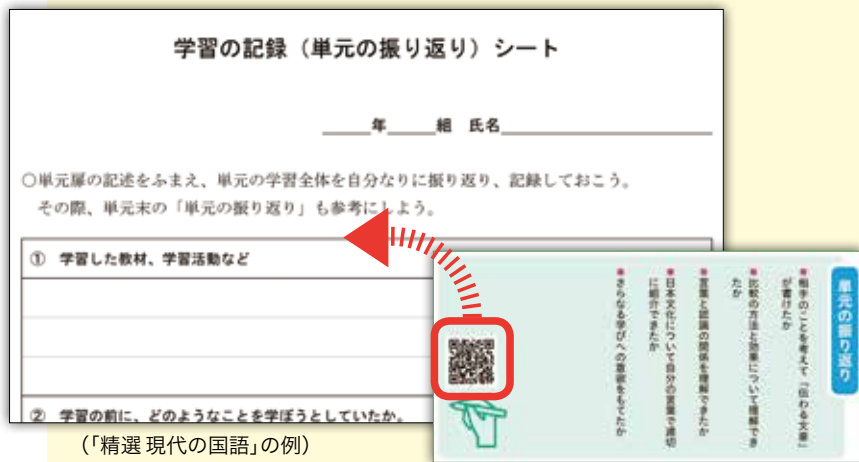 学習の記録（単元の振り返り）シート
年 組 氏名
○単元扉の記述をふまえ、単元の学習全体を自分なりに振り返り、記録しておこう。
その際、単元末の「単元の振り返り」も参考にしよう。
① 学習した教材、学習活動など
② 学習の前に、どのようなことを学ぼうとしていたか。
単元の振り返り
相手のことを考えて「伝わる文章」
が書けたか
比較の方法と効果について理解でき
たか
言葉と認識の関係を理解できたか
日本文化について自分の言葉で適切
に紹介できたか
さらなる学びへの意欲をもてたか
（「精選 現代の国語」の例）